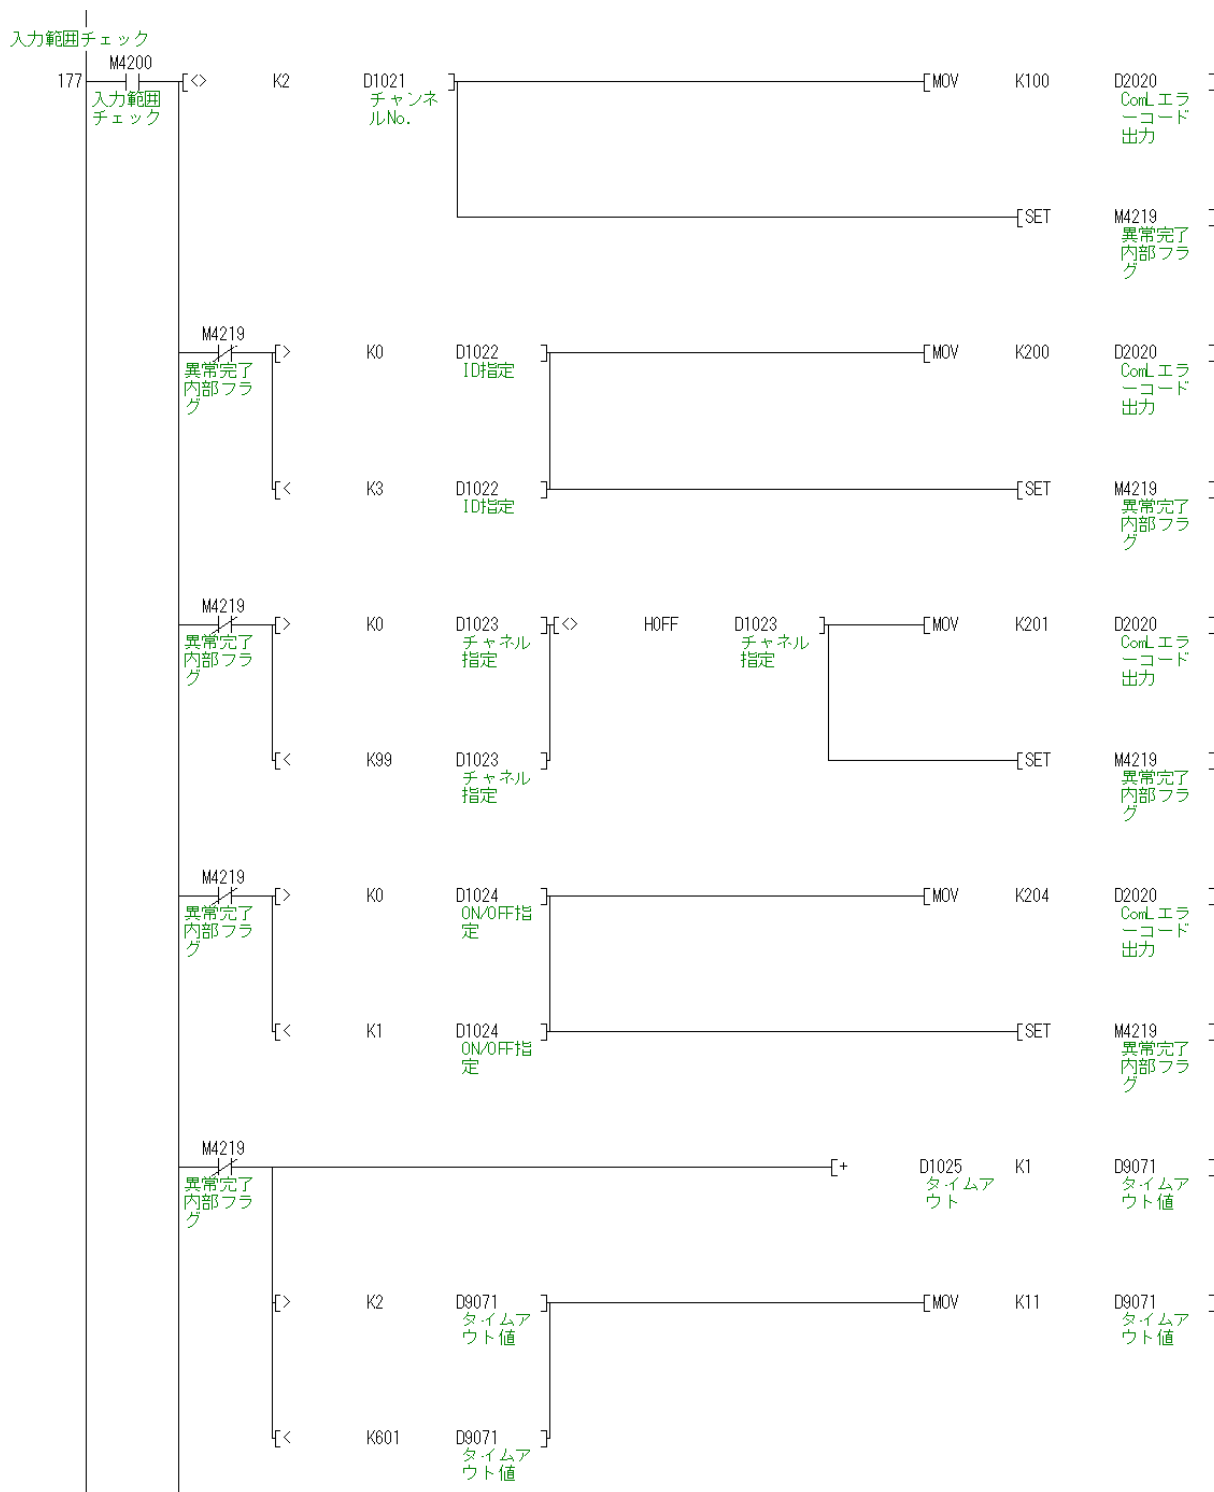 入力範囲チェック
M4200
177 [<> K2 D1021 ] [MOV K100 D2020 ]
入力範囲 チャンネ ComLエラ
チェック ルNo. ーコード
出力
[SET M4219 ]
異常完了
内部フラ
グ
M4219
[> K0 D1022 ] [MOV K200 D2020 ]
異常完了 ID指定 ComLエラ
内部フラ ーコード
グ 出力
[< K3 D1022 ] [SET M4219 ]
ID指定 異常完了
内部フラ
グ
M4219
[> K0 D1023 ] [<> H0FF D1023 ] [MOV K201 D2020 ]
異常完了 チャネル チャネル ComLエラ
内部フラ 指定 指定 ーコード
グ 出力
[< K99 D1023 ] [SET M4219 ]
チャネル 異常完了
指定 内部フラ
グ
M4219
[> K0 D1024 ] [MOV K204 D2020 ]
異常完了 ON/OFF指 ComLエラ
内部フラ 定 ーコード
グ 出力
[< K1 D1024 ] [SET M4219 ]
ON/OFF指 異常完了
定 内部フラ
グ
M4219
[+ D1025 K1 D9071 ]
異常完了 タイムア タイムア
内部フラ ウト ウト値
グ
[> K2 D9071 ] [MOV K11 D9071 ]
タイムア タイムア
ウト値 ウト値
[< K601 D9071 ]
タイムア
ウト値